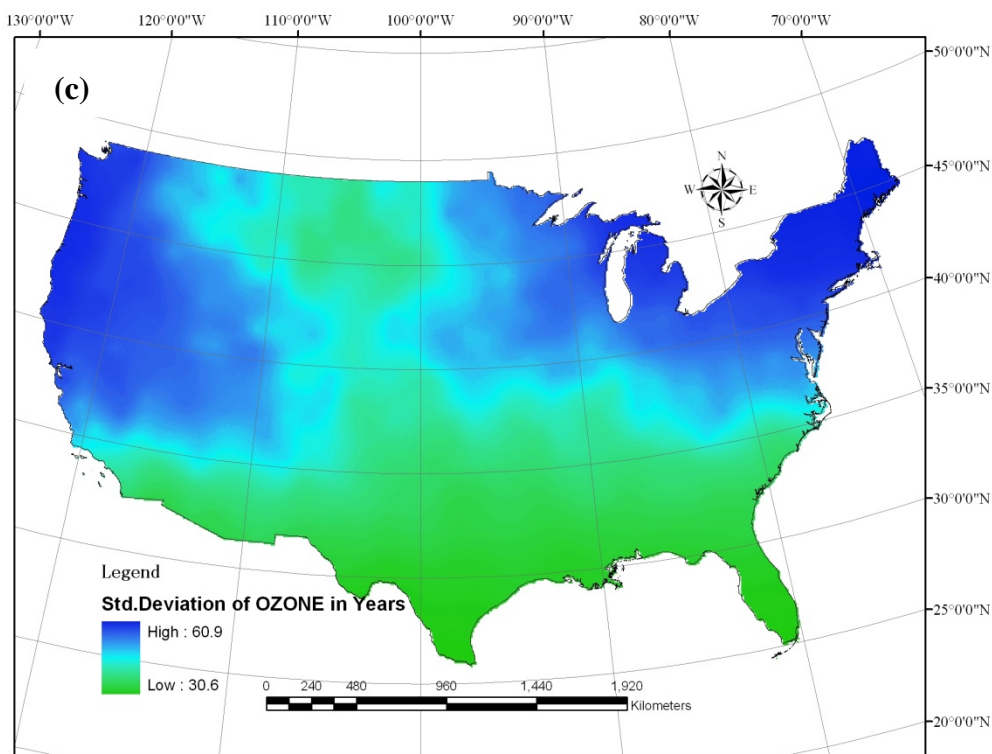 130°0'0"W 120°0'0"W 110°0'0"W 100°0'0"W 90°0'0"W 80°0'0"W 70°0'0"W
50°0'0"N
(c)
45°0'0"N
N
W E
S
40°0'0"N
35°0'0"N
30°0'0"N
Legend
Std.Deviation of OZONE in Years
25°0'0"N
High : 60.9
Low : 30.6
0 240 480 960 1,440 1,920
Kilometers
20°0'0"N